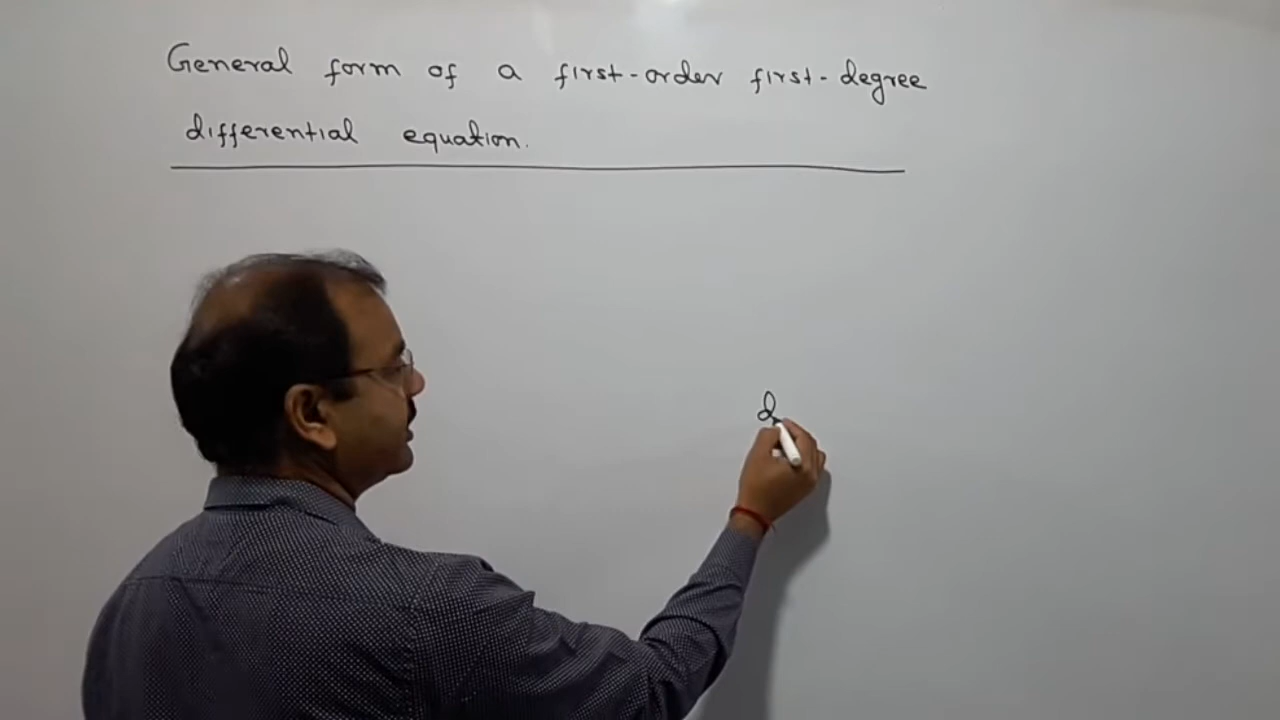 General form of a first-order first-degree
differential equation.
d